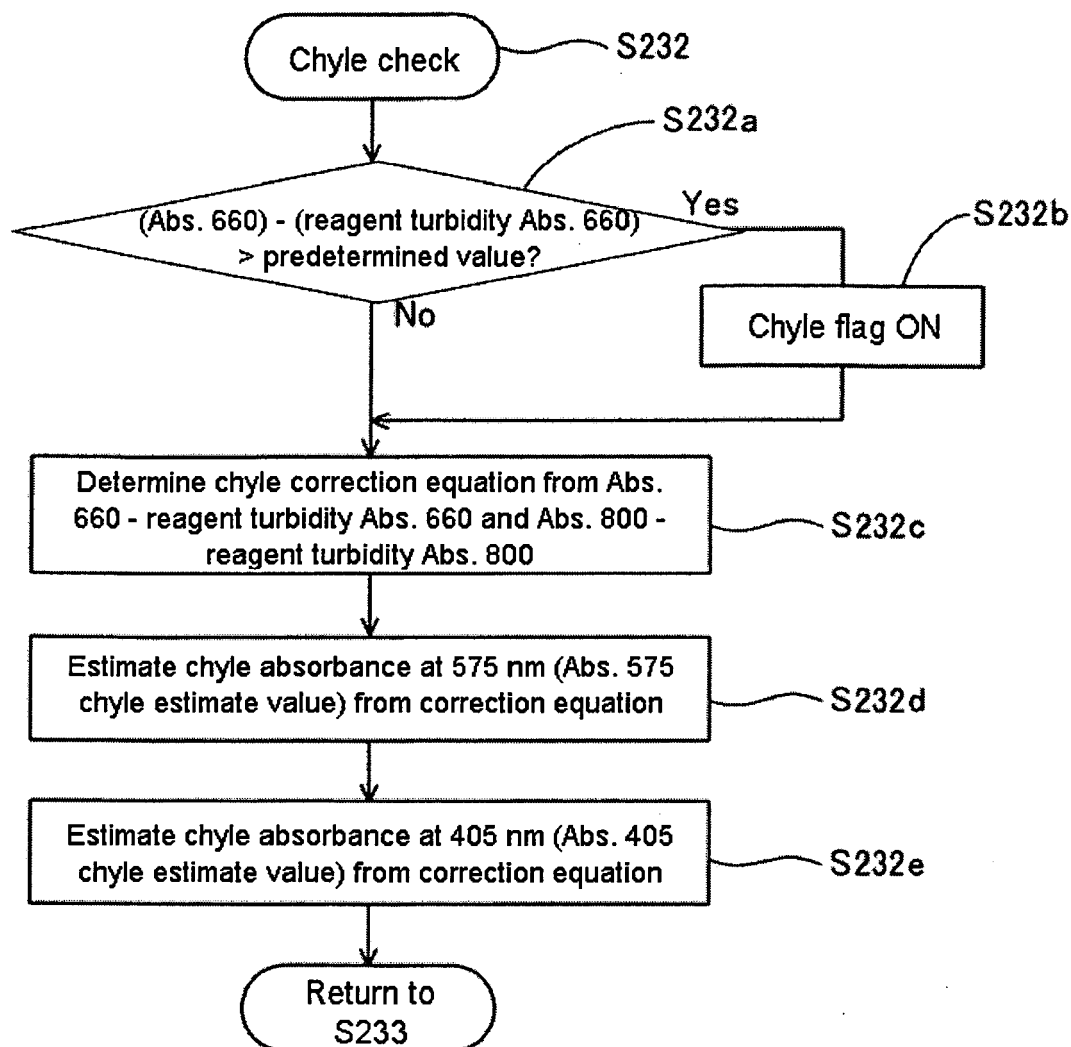 Chyle check
S232
S232a
(Abs. 660) - (reagent turbidity Abs. 660)
> predetermined value?
Yes
S232b
No
Chyle flag ON
Determine chyle correction equation from Abs.
660 - reagent turbidity Abs. 660 and Abs. 800 -
reagent turbidity Abs. 800
S232c
Estimate chyle absorbance at 575 nm (Abs. 575
chyle estimate value) from correction equation
S232d
Estimate chyle absorbance at 405 nm (Abs. 405
chyle estimate value) from correction equation
S232e
Return to
S233